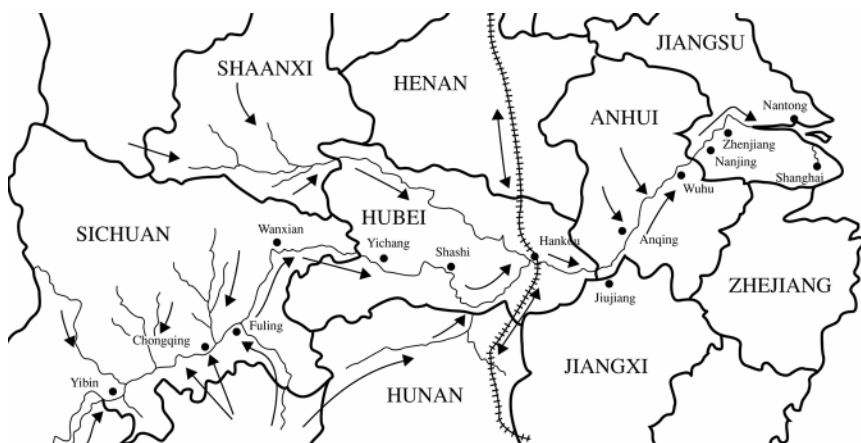 JIANGSU
SHAANXI
HENAN
Nantong
ANHUI
Zhenjiang
Nanjing
Shanghai
Wuhu
HUBEI
Wanxian
SICHUAN
Yichang
Shashi
Hankou
Anqing
Jiujiang
ZHEJIANG
Chongqing
Fuling
JIANGXI
Yibin
HUNAN